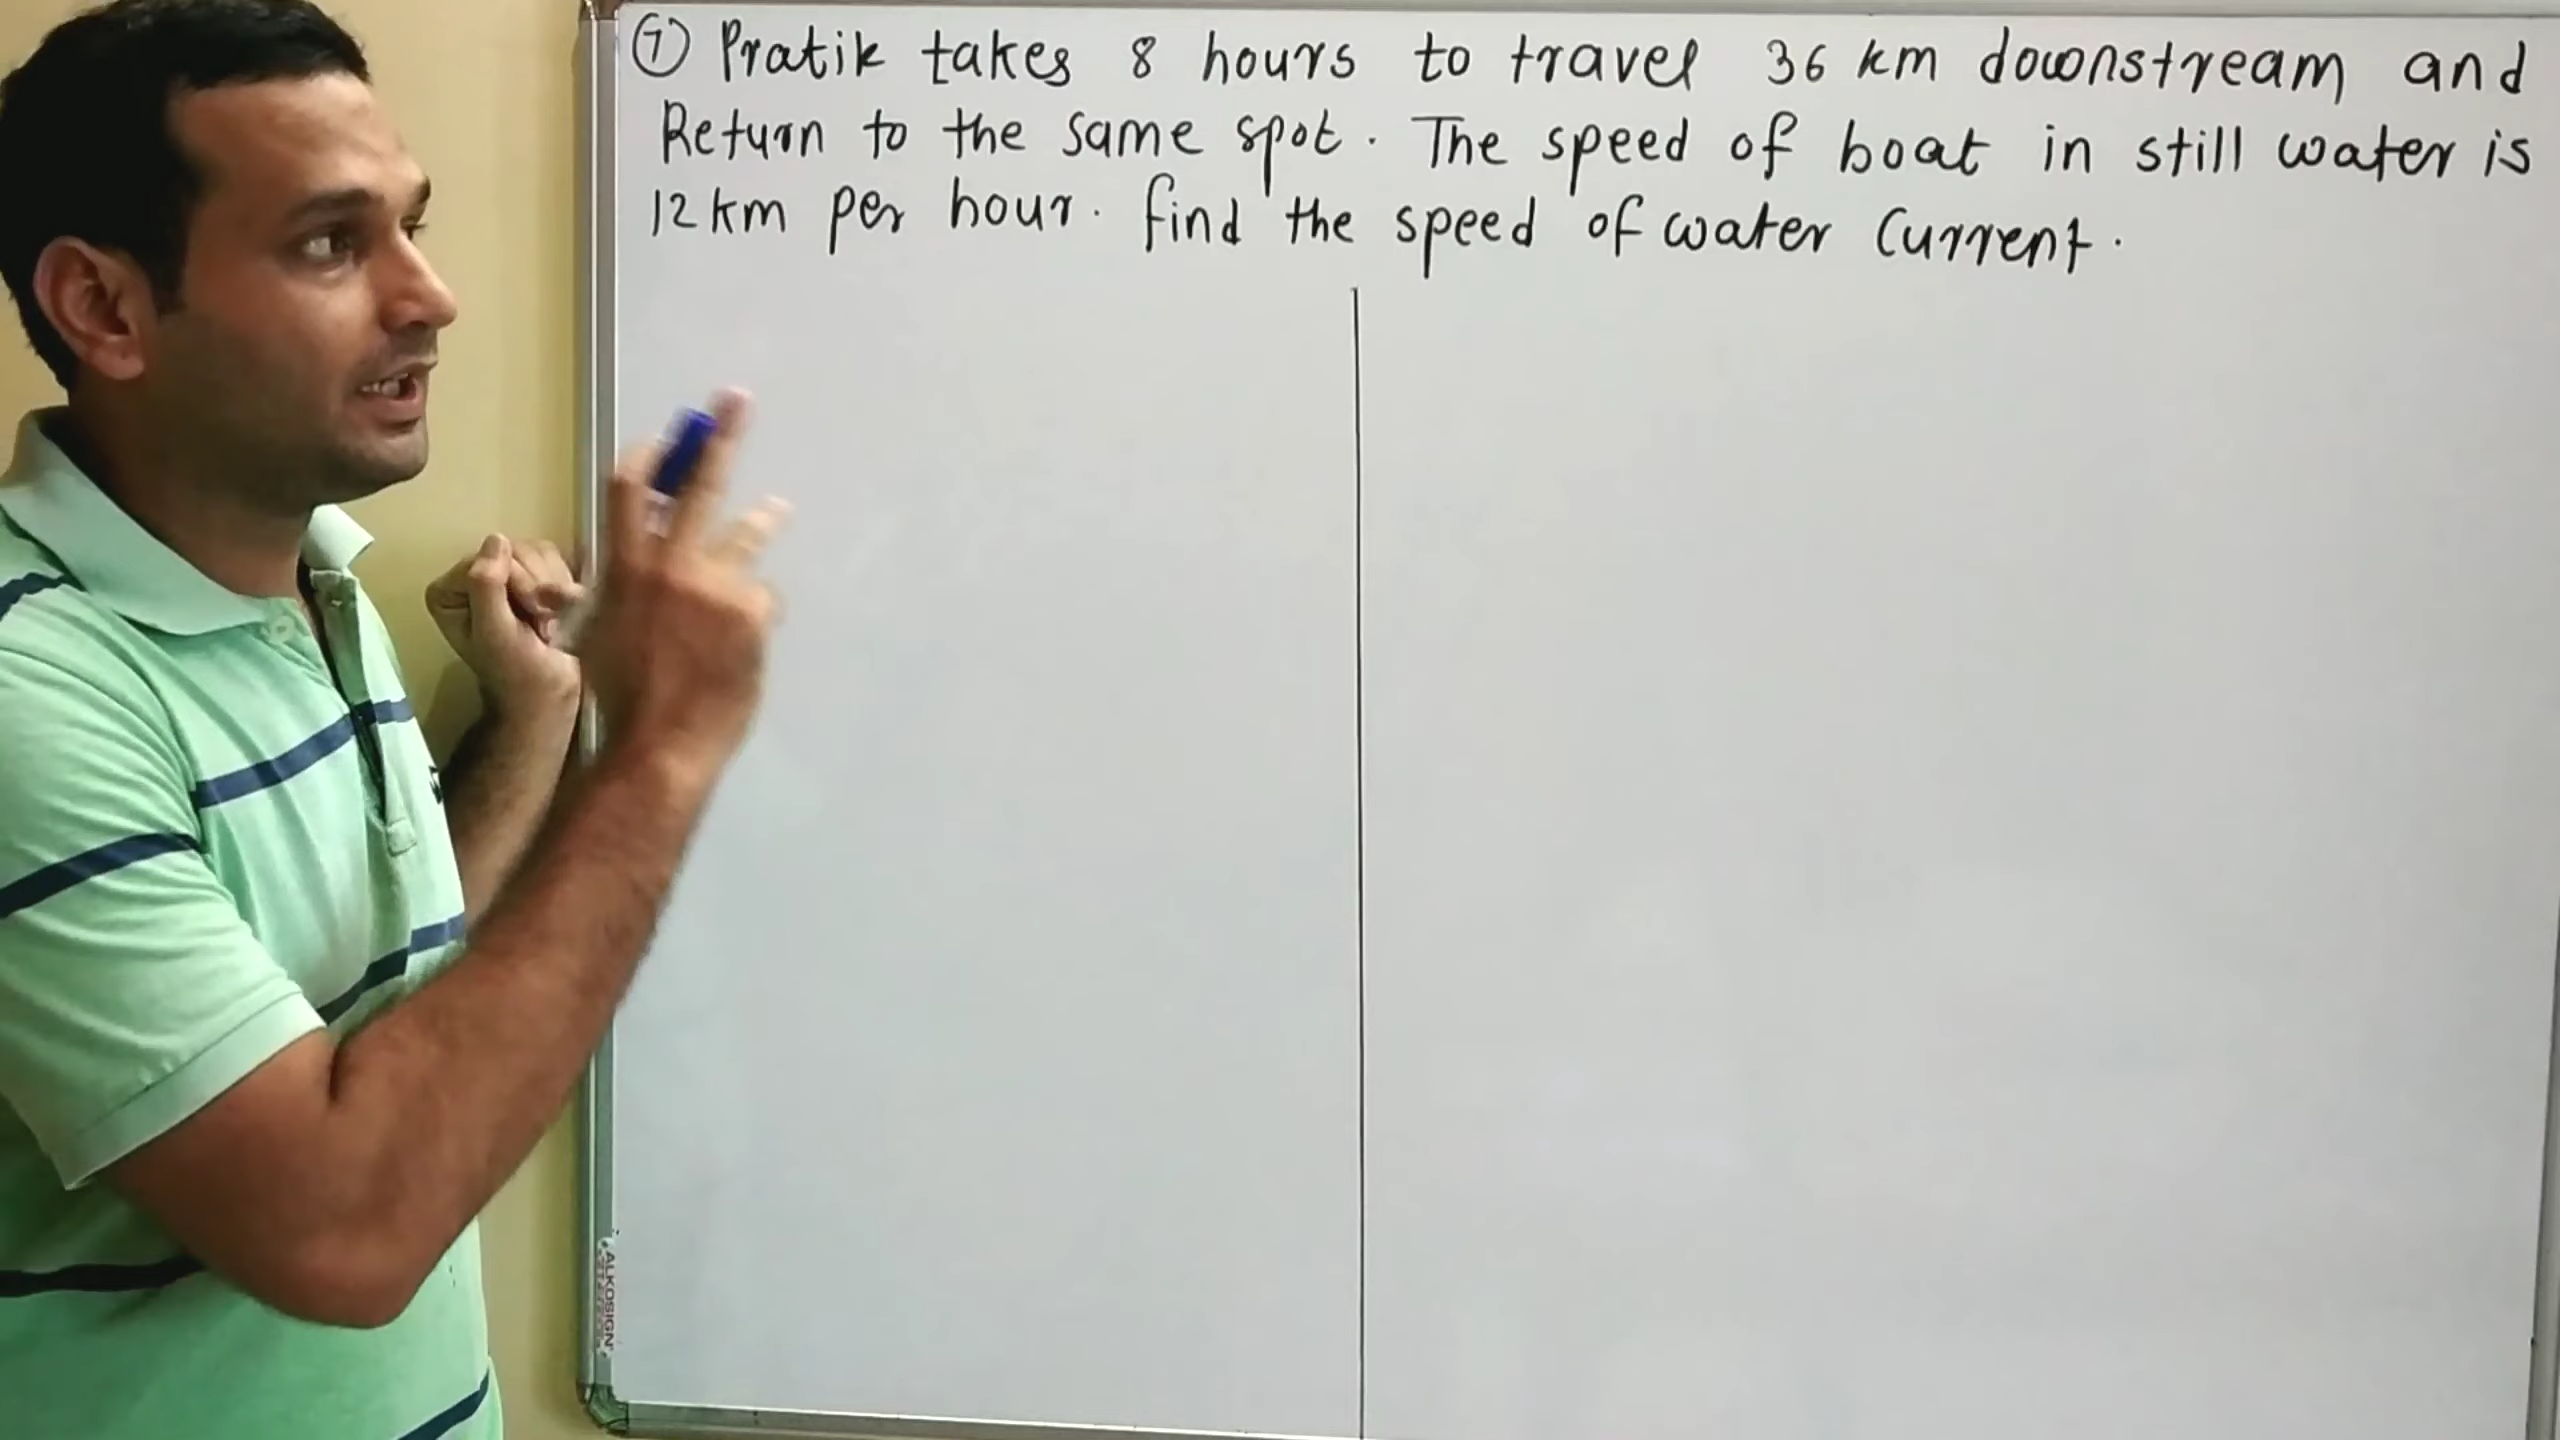 ⑦ Pratik takes 8 hours to travel 36 km downstream and
Return to the same spot. The speed of boat in still water is
12 km per hour. find the speed of water current.
ALKOSIGN